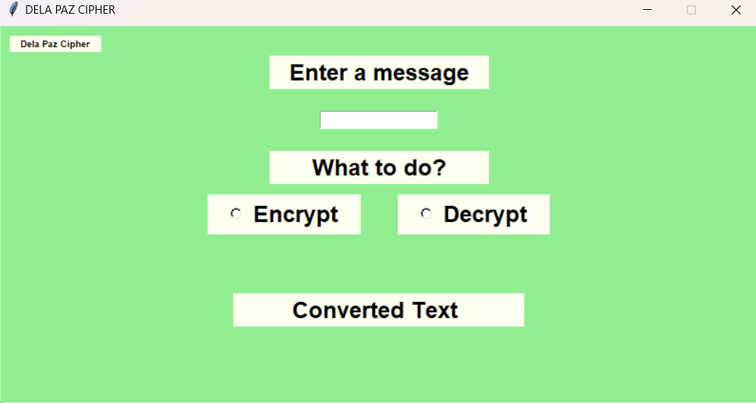 DELA PAZ CIPHER
Dela Paz Cipher
Enter a message
What to do?
Encrypt Decrypt
Converted Text